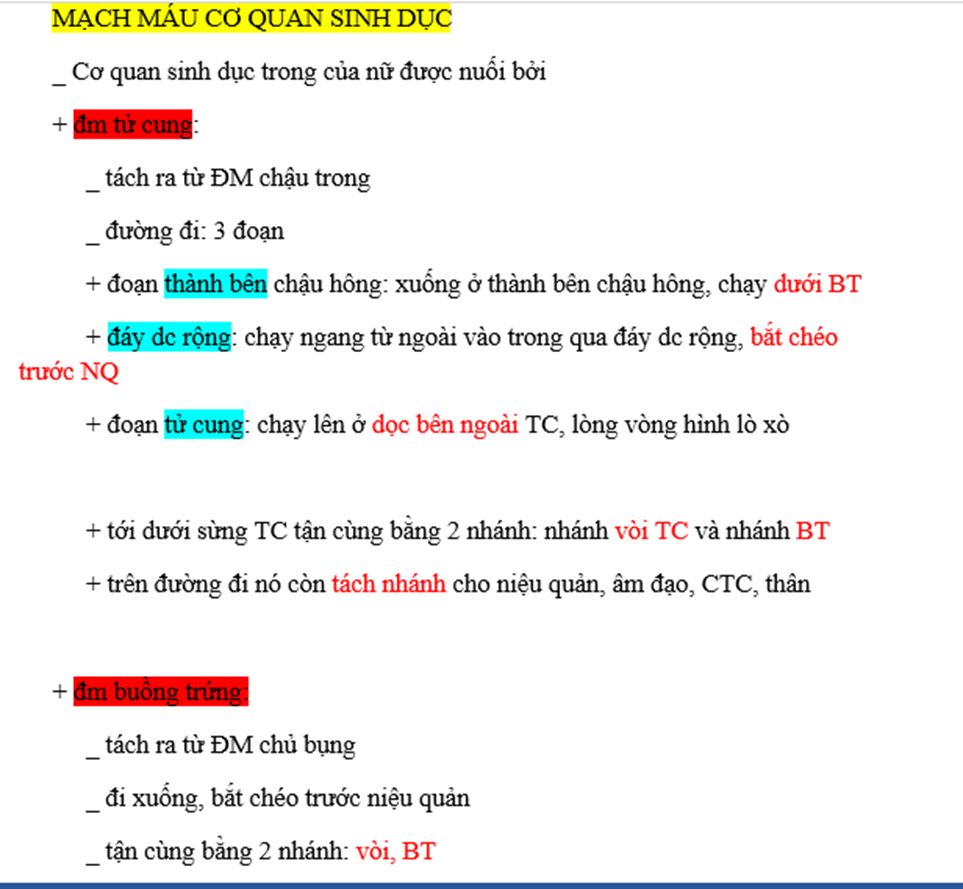 MẠCH MÁU CƠ QUAN SINH DỤC
_ Cơ quan sinh dục trong của nữ được nuối bởi
+ đm tử cung:
_ tách ra từ ĐM chậu trong
_ đường đi: 3 đoạn
+ đoạn thành bên chậu hông: xuống ở thành bên chậu hông, chạy dưới BT
+ đáy dc rộng: chạy ngang từ ngoài vào trong qua đáy dc rộng, bắt chéo
trước NQ
+ đoạn tử cung: chạy lên ở dọc bên ngoài TC, lòng vòng hình lò xò
+ tới dưới sừng TC tận cùng bằng 2 nhánh: nhánh vòi TC và nhánh BT
+ trên đường đi nó còn tách nhánh cho niệu quản, âm đạo, CTC, thân
+ đm buồng trứng:
_ tách ra từ ĐM chủ bụng
_ đi xuống, bắt chéo trước niệu quản
_ tận cùng bằng 2 nhánh: vòi, BT